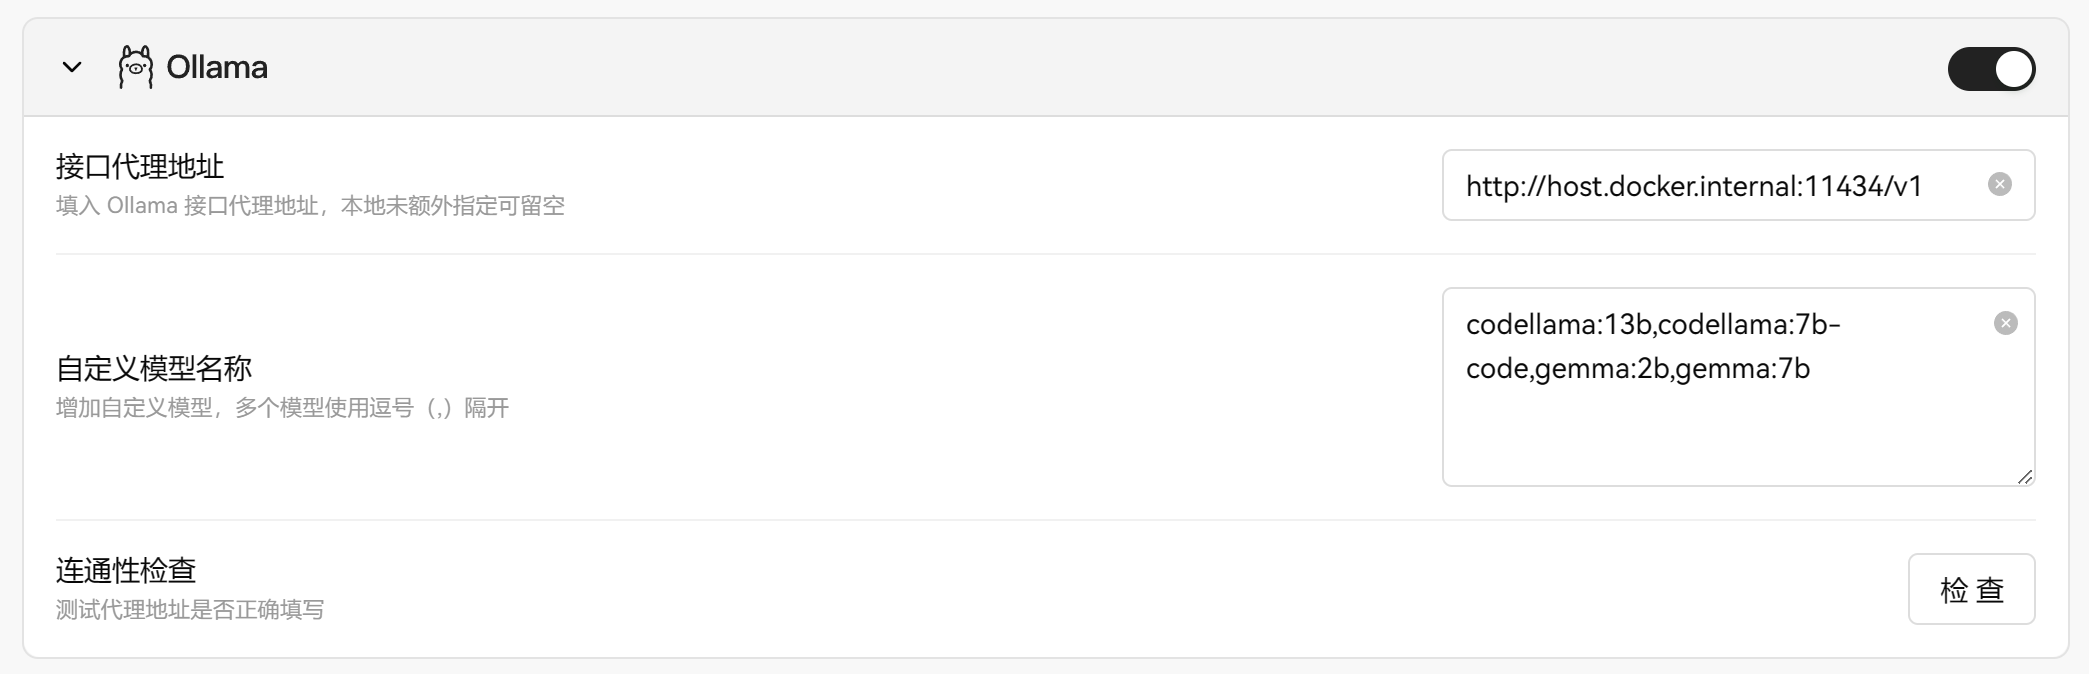 Ollama
接口代理地址
填入 Ollama 接口代理地址，本地未额外指定可留空
http://host.docker.internal:11434/v1
自定义模型名称
增加自定义模型，多个模型使用逗号（,）隔开
codellama:13b,codellama:7b-
code,gemma:2b,gemma:7b
连通性检查
测试代理地址是否正确填写
检 查